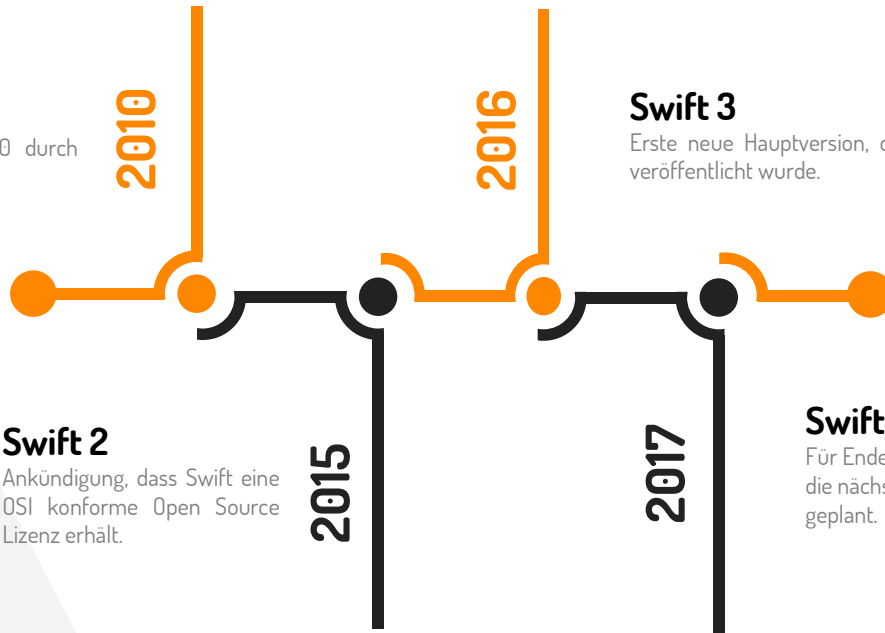 0 durch
2010
2016
Swift 3
Erste neue Hauptversion,
veröffentlicht wurde.
Swift 2
Ankündigung, dass Swift eine
OSI konforme Open Source
Lizenz erhält.
2015
2017
Swift
Für Ende
die
geplant.